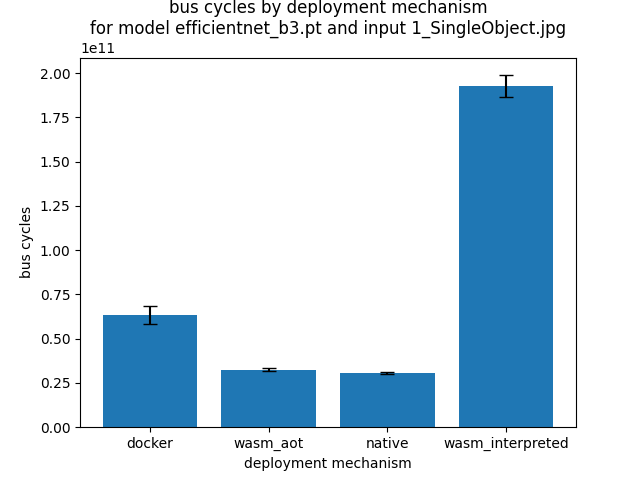 bus cycles by deployment mechanism
for model efficientnet_b3.pt and input 1_SingleObject.jpg
1e11
2.00
1.75
1.50
1.25
1.00
0.75
0.50
0.25
0.00
bus cycles
docker wasm_aot native wasm_interpreted
deployment mechanism